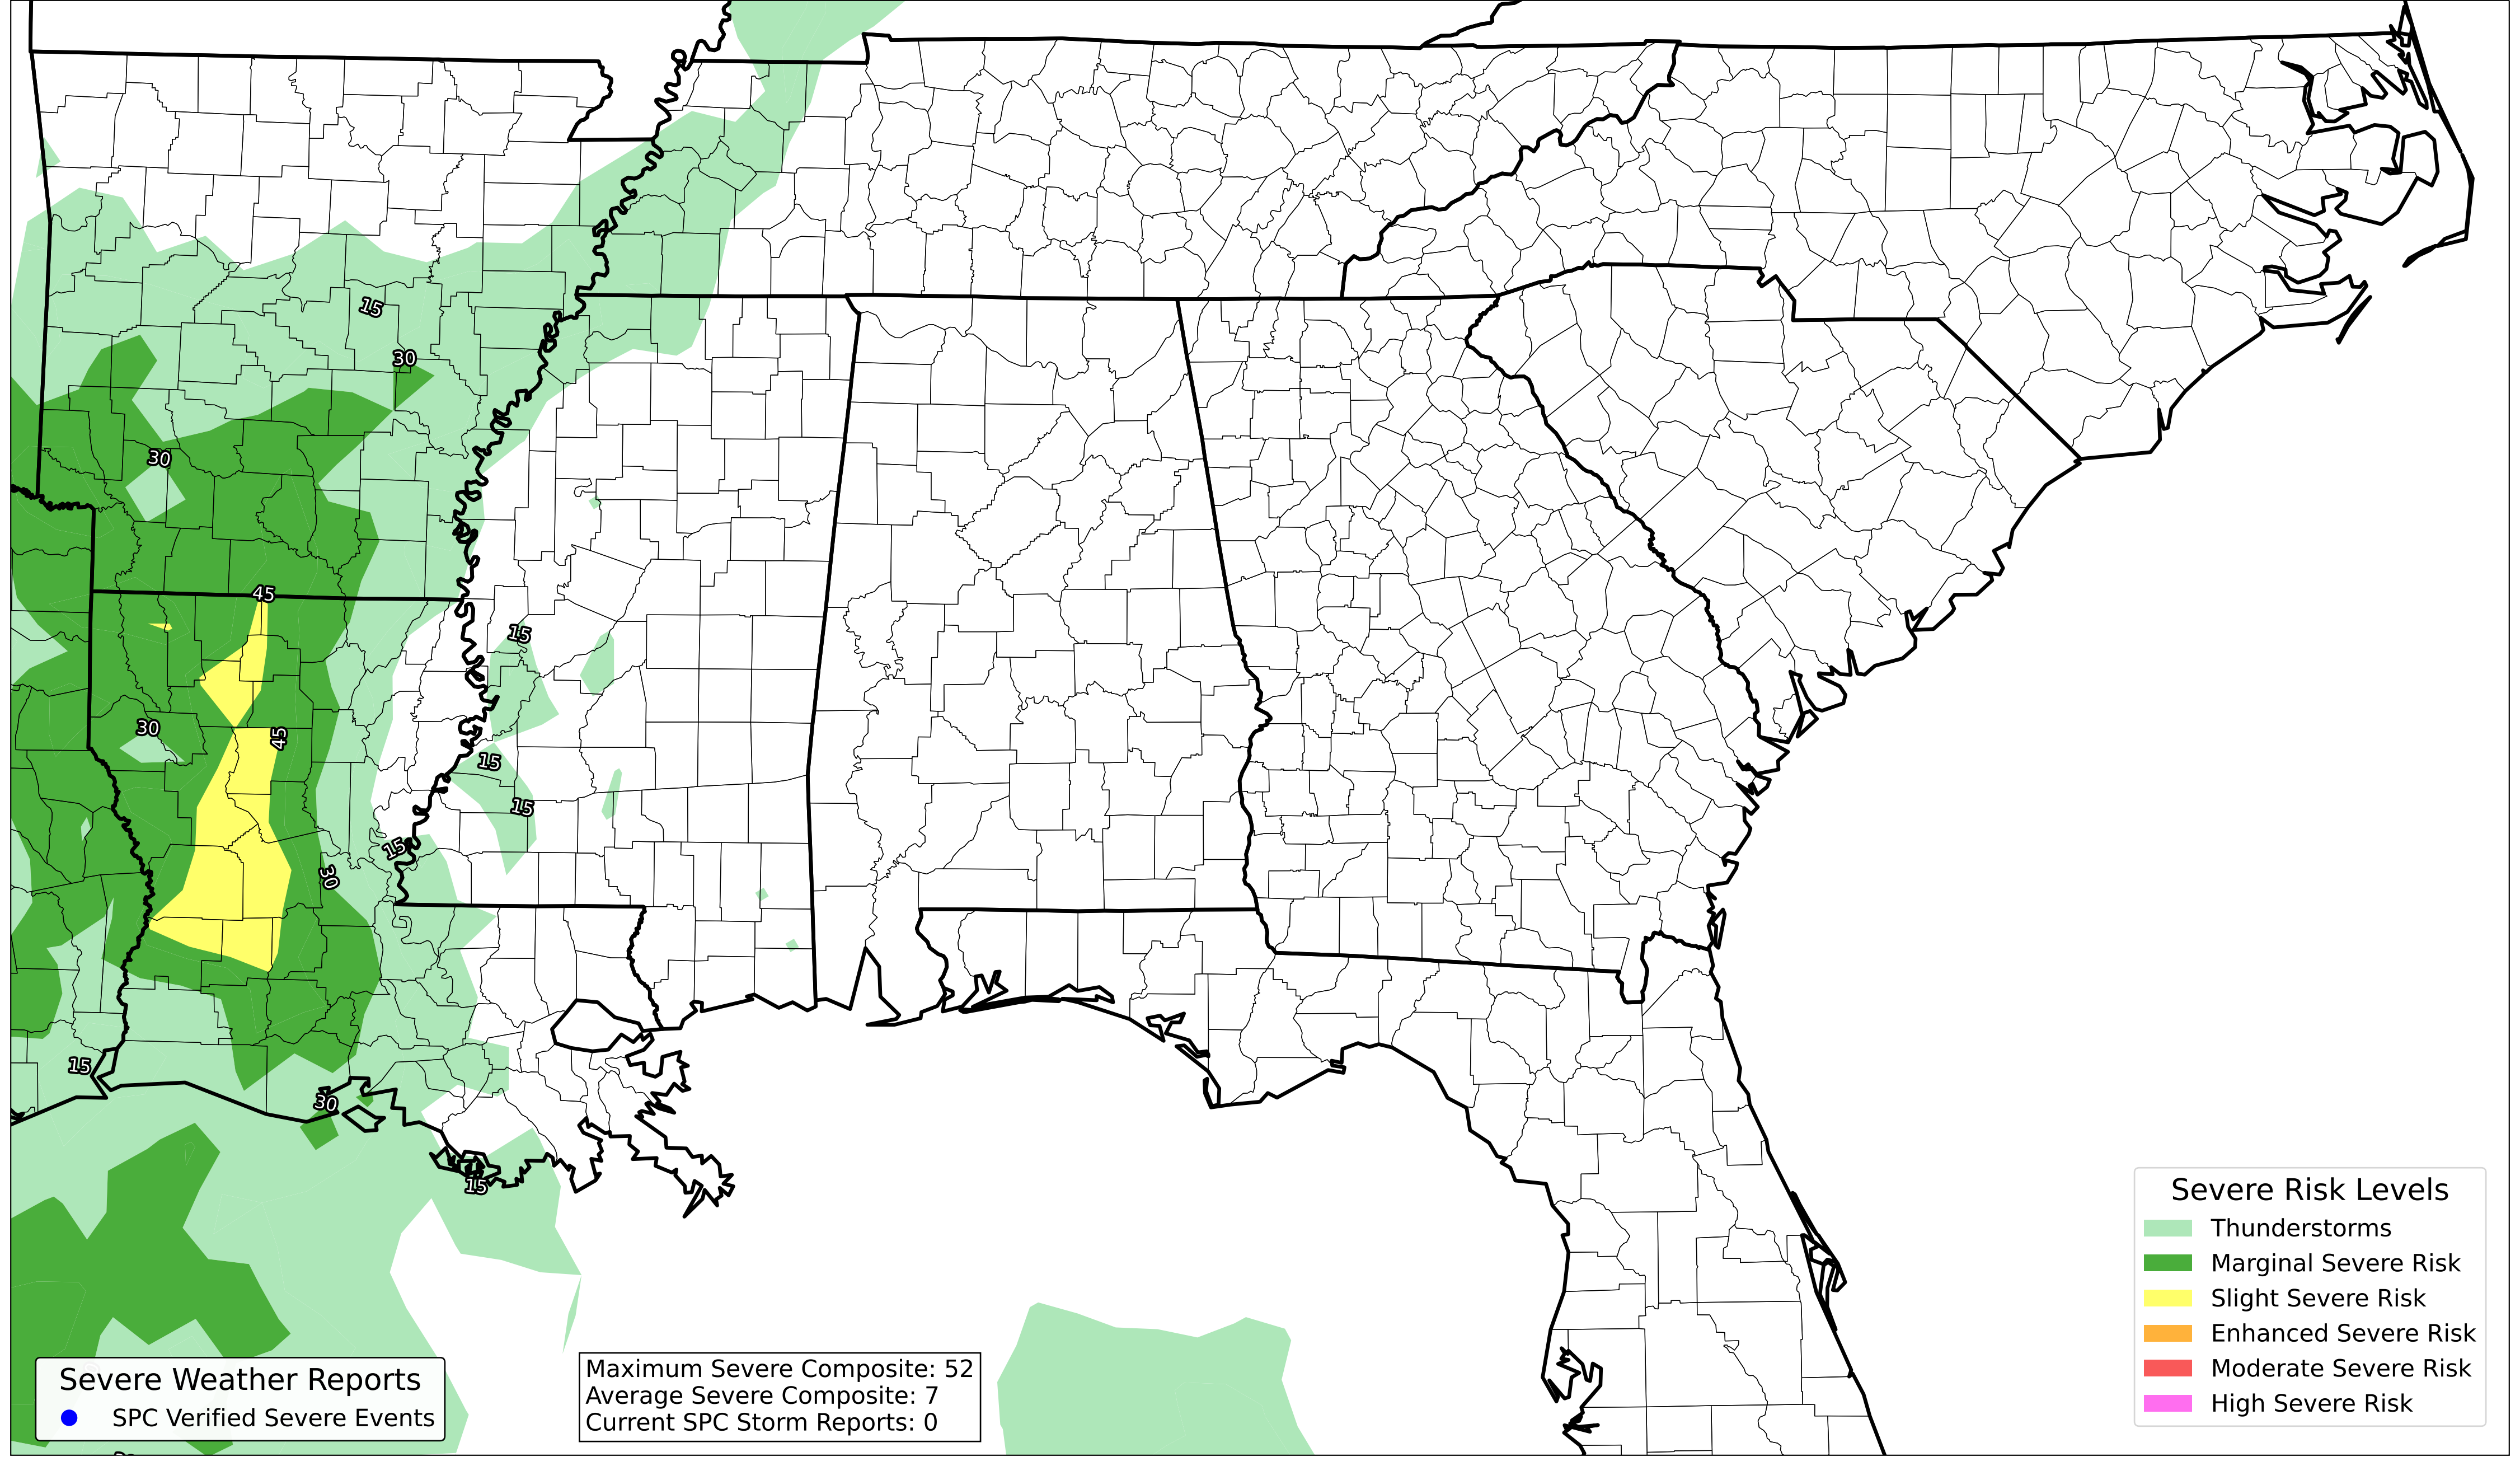 15
30
30
45
15
30
45
15
15
15
30
15
30
15
Severe Risk Levels
Thunderstorms
Marginal Severe Risk
Slight Severe Risk
Enhanced Severe Risk
Moderate Severe Risk
High Severe Risk
Severe Weather Reports
SPC Verified Severe Events
Maximum Severe Composite: 52
Average Severe Composite: 7
Current SPC Storm Reports: 0